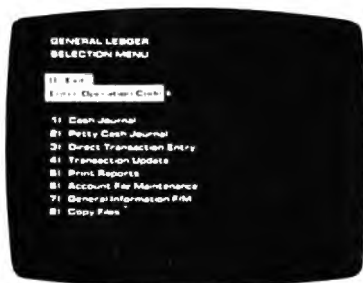 GENERAL LEDGER
SELECTION MENU
0) Exit
Enter Operation Code
1) Cash Journal
2) Petty Cash Journal
3) Direct Transaction Entry
4) Transaction Update
5) Print Reports
6) Account File Maintenance
7) General Information F/M
8) Copy Files